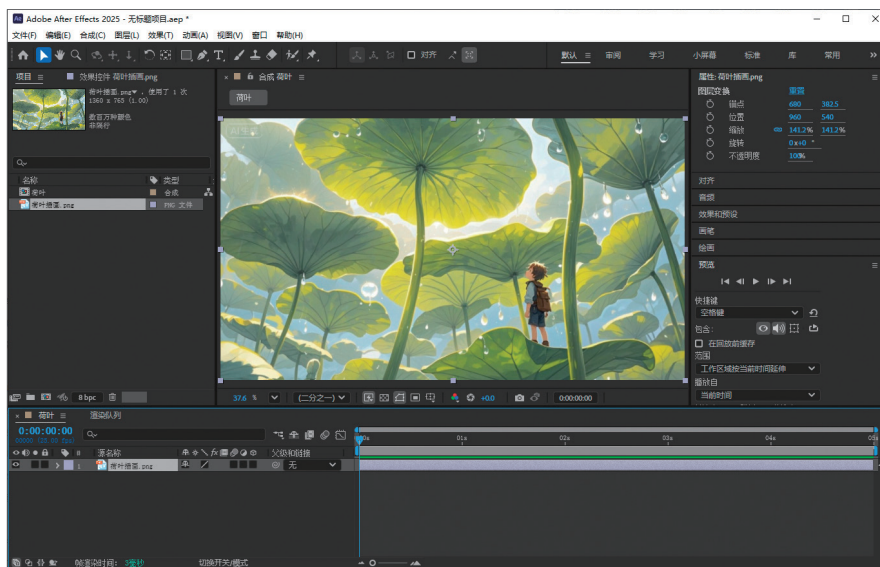 Adobe After Effects 2025 - 无标题项目.aep *
文件(F) 编辑(E) 合成(C) 图层(L) 效果(T) 动画(A) 视图(V) 窗口 帮助(H)
对齐 默认 审阅 学习 小屏幕 标准 库 常用
项目 效果控件 荷叶插画.png
荷叶插画.png ，使用了 1 次
1360 x 765 (1.00)
数百万种颜色
非隔行
名称 类型
荷叶 合成
荷叶插画.png PNG 文件
8 bpc
合成 荷叶
荷叶
37.6 % (二分之一) +0.0 0:00:00:00
属性: 荷叶插画.png
图层变换 重置
锚点 680 382.5
位置 960 540
缩放 141.2% 141.2%
旋转 0x+0 °
不透明度 100%
对齐
音频
效果和预设
画笔
绘画
预览
快捷键
空格键
包含:
在回放前缓存
范围
工作区域按当前时间延伸
播放自
当前时间
荷叶 渲染队列
0:00:00:00
00s 01s 02s 03s 04s 05s
源名称 父级和链接
1 荷叶插画.png 无
帧渲染时间: 3毫秒 切换开关/模式